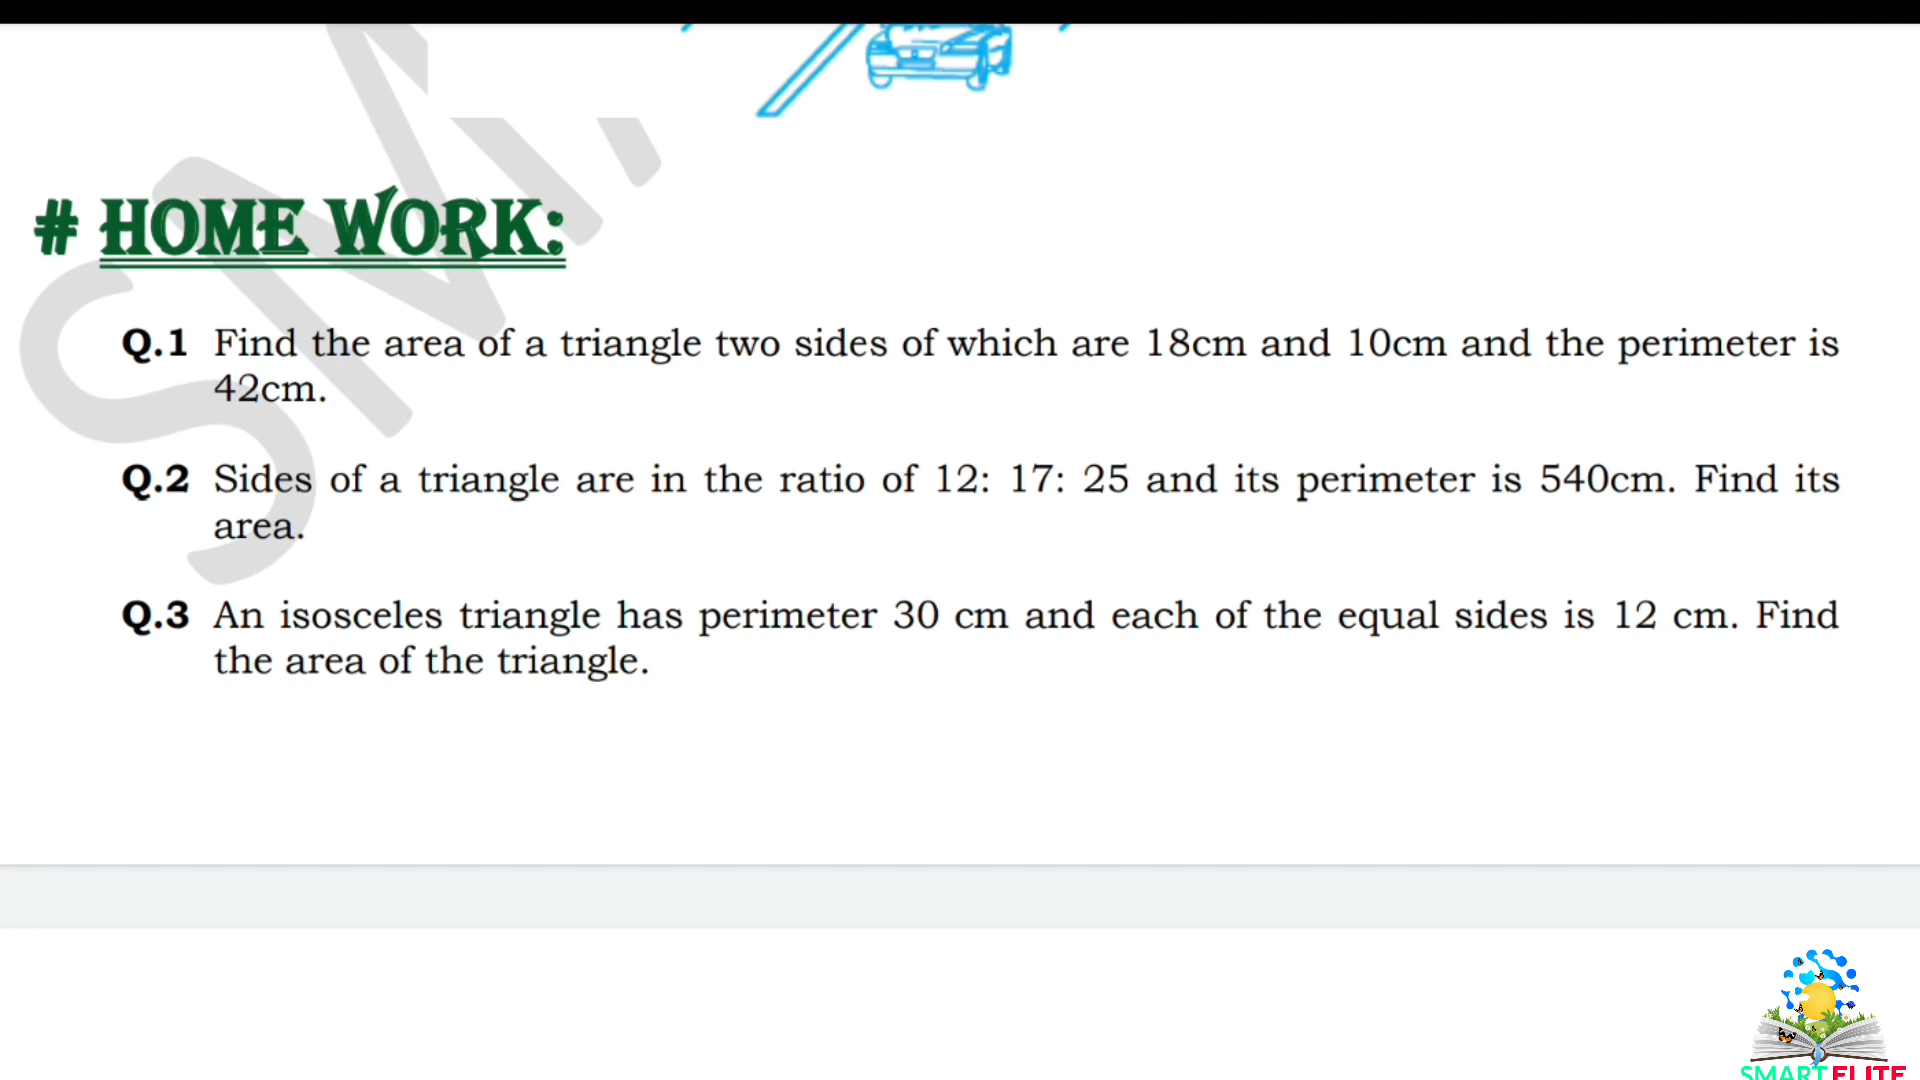 # HOME WORK:
Q.1 Find the area of a triangle two sides of which are 18cm and 10cm and the perimeter is
42cm.
Q.2 Sides of a triangle are in the ratio of 12: 17: 25 and its perimeter is 540cm. Find its
area.
Q.3 An isosceles triangle has perimeter 30 cm and each of the equal sides is 12 cm. Find
the area of the triangle.
SMART ELITE